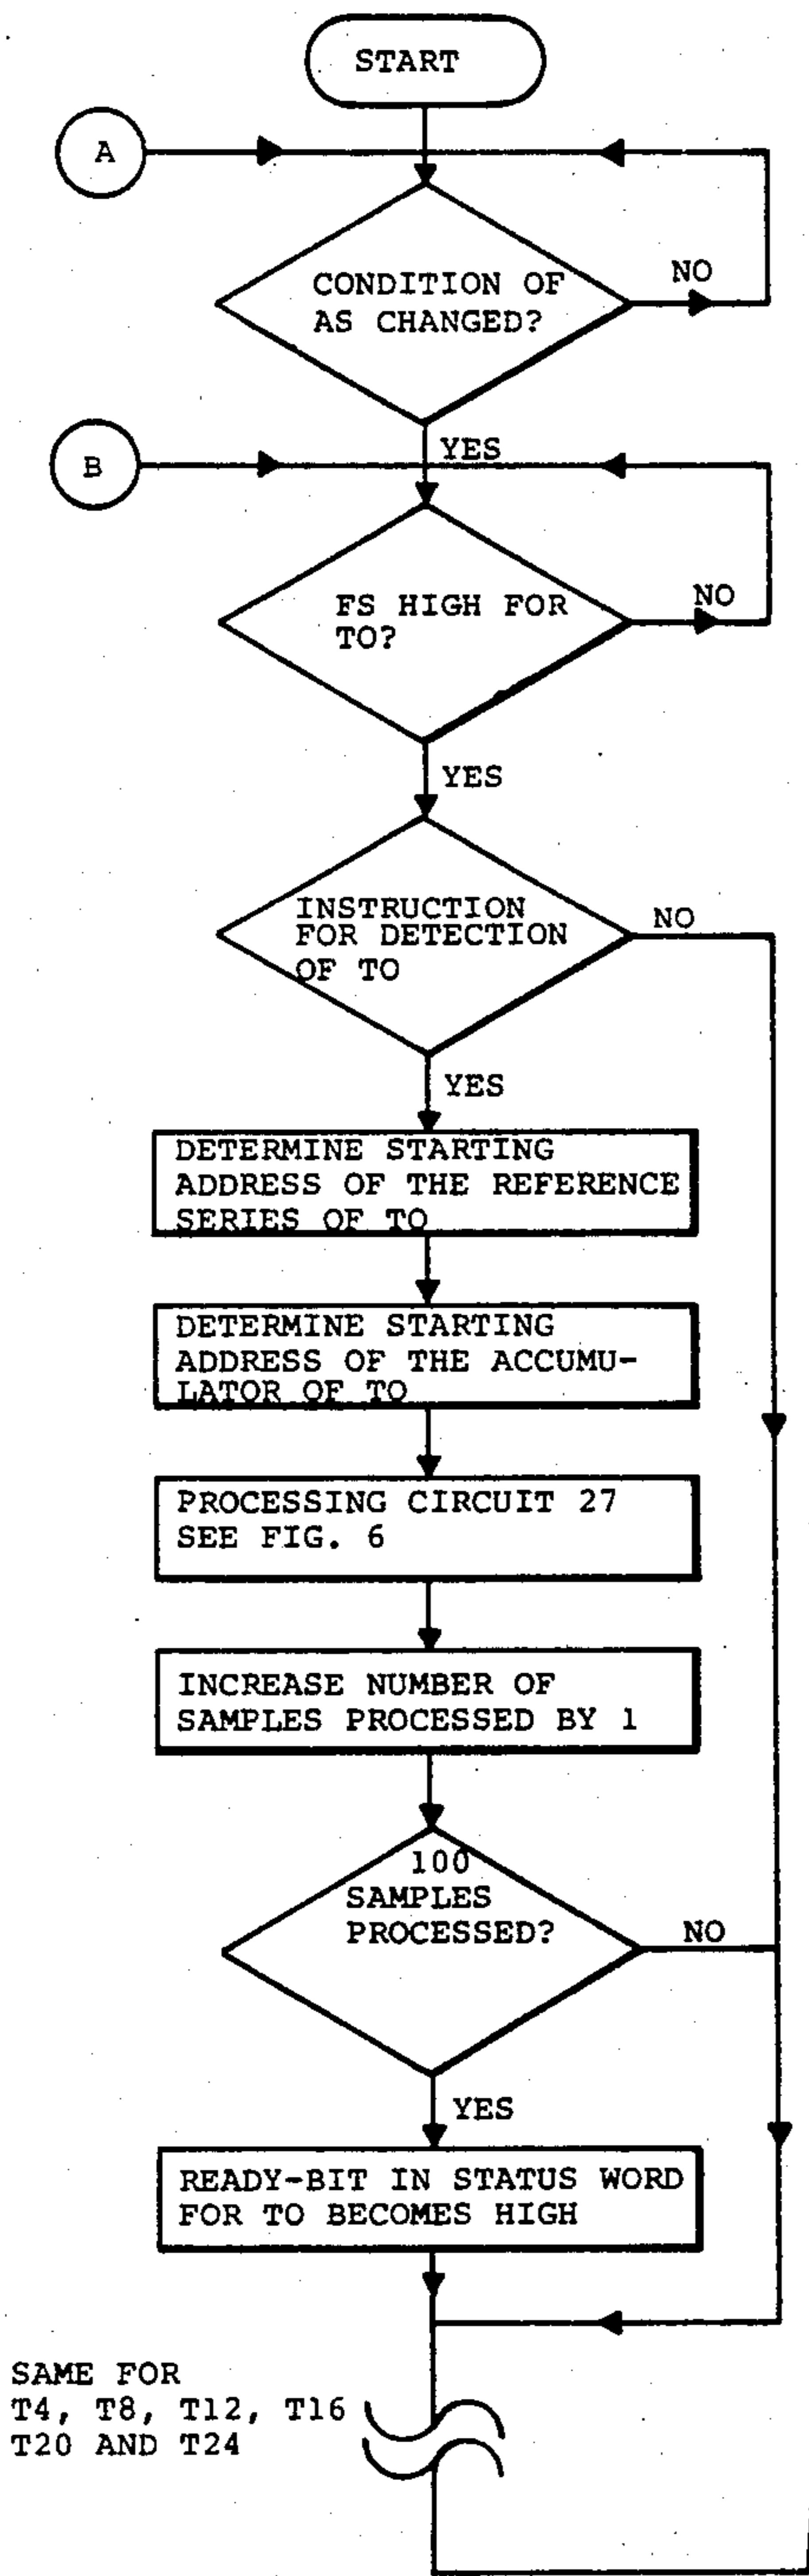 START
A
CONDITION OF
AS CHANGED?
NO
B
YES
FS HIGH FOR
TO?
NO
YES
INSTRUCTION
FOR DETECTION
OF TO
NO
YES
DETERMINE STARTING
ADDRESS OF THE REFERENCE
SERIES OF TO
DETERMINE STARTING
ADDRESS OF THE ACCUMU-
LATOR OF TO
PROCESSING CIRCUIT 27
SEE FIG. 6
INCREASE NUMBER OF
SAMPLES PROCESSED BY 1
100
SAMPLES
PROCESSED?
NO
YES
READY-BIT IN STATUS WORD
FOR TO BECOMES HIGH
SAME FOR
T4, T8, T12, T16
T20 AND T24